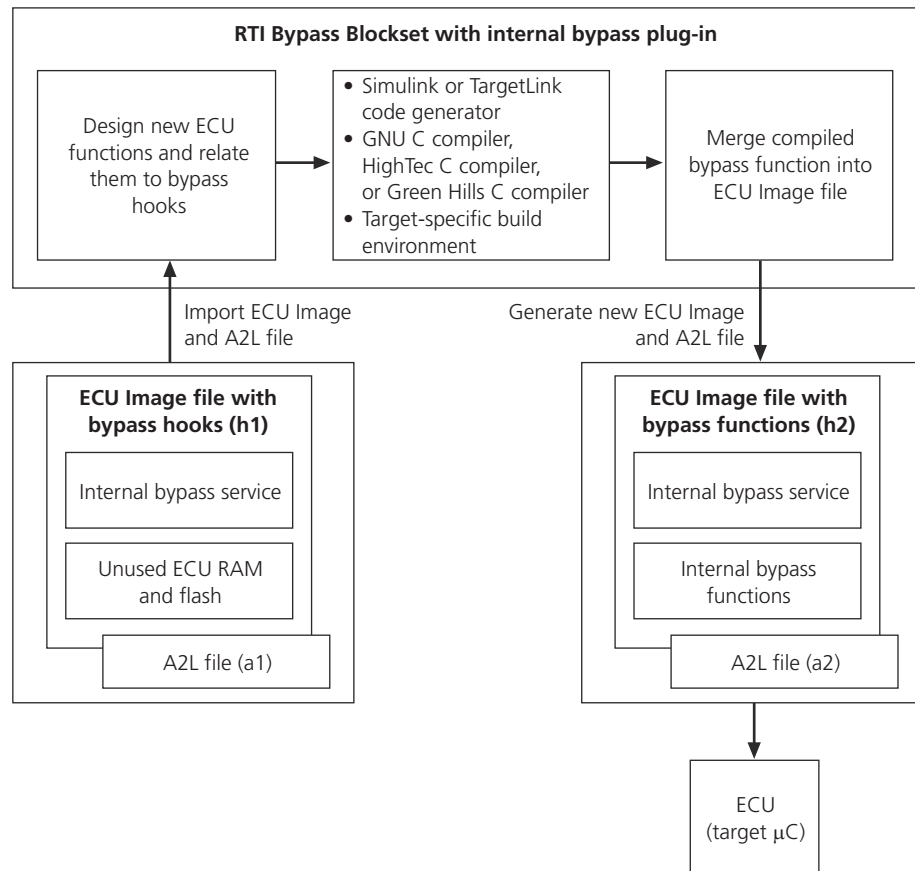 RTI Bypass Blockset with internal bypass plug-in
Design new ECU
functions and relate
them to bypass
hooks
• Simulink or TargetLink
code generator
• GNU C compiler,
HighTec C compiler,
or Green Hills C compiler
• Target-specific build
environment
Merge compiled
bypass function into
ECU Image file
Import ECU Image
and A2L file
Generate new ECU Image
and A2L file
ECU Image file with
bypass hooks (h1)
Internal bypass service
Unused ECU RAM
and flash
A2L file (a1)
ECU Image file with
bypass functions (h2)
Internal bypass service
Internal bypass
functions
A2L file (a2)
ECU
(target μC)